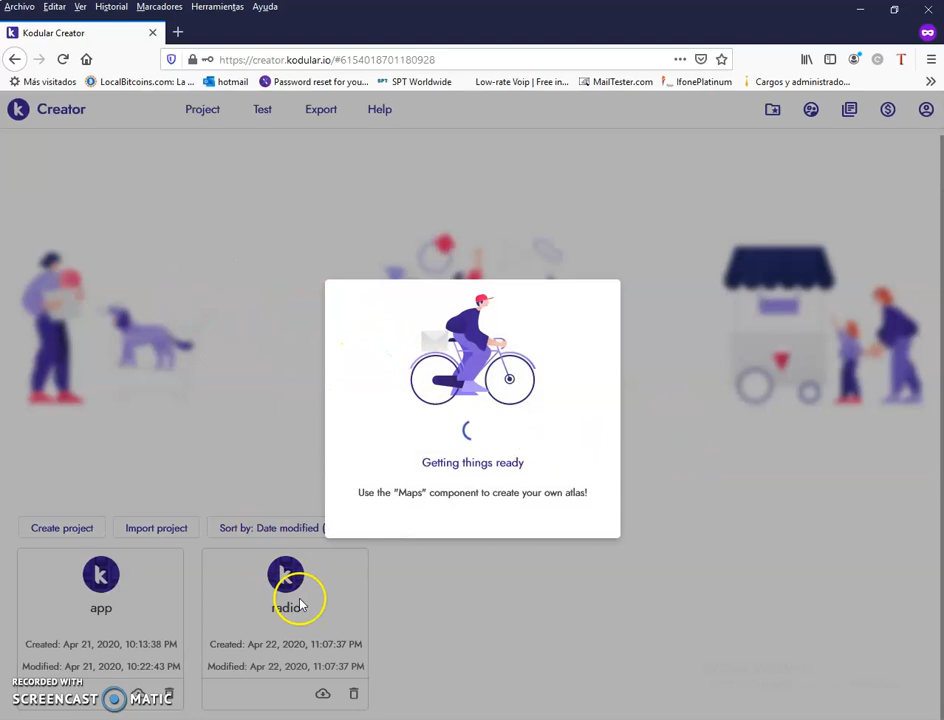 Archivo Editar Ver Historial Marcadores Herramientas Ayuda
Kodular Creator
https://creator.kodular.io/#6154018701180928
Más visitados LocalBitcoins.com: La ... hotmail Password reset for you... SPT Worldwide Low-rate Voip | Free in... MailTester.com IfonePlatinum Cargos y administrado...
Creator Project Test Export Help
Getting things ready
Use the "Maps" component to create your own atlas!
Create project Import project Sort by: Date modified (
app radio
Created: Apr 21, 2020, 10:13:38 PM Created: Apr 22, 2020, 11:07:37 PM
Modified: Apr 21, 2020, 10:22:43 PM Modified: Apr 22, 2020, 11:07:37 PM
RECORDED WITH
SCREENCAST MATIC